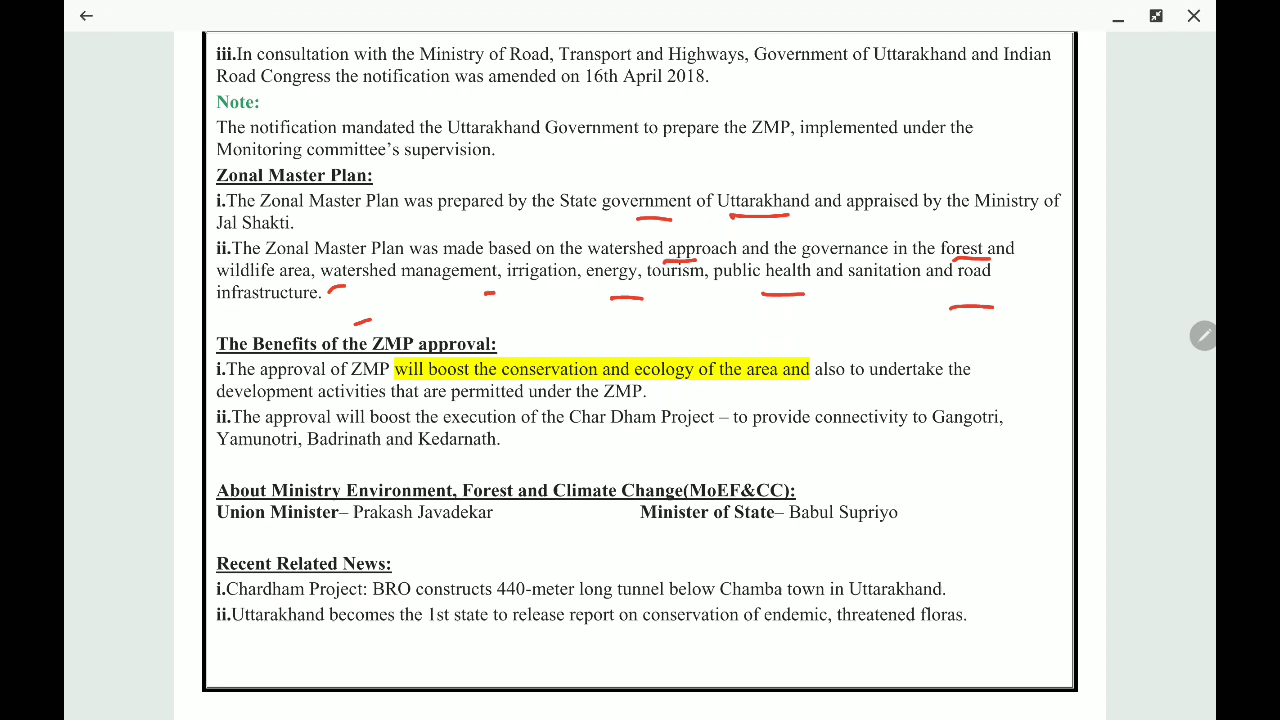 iii.In consultation with the Ministry of Road, Transport and Highways, Government of Uttarakhand and Indian
Road Congress the notification was amended on 16th April 2018.
Note:
The notification mandated the Uttarakhand Government to prepare the ZMP, implemented under the
Monitoring committee’s supervision.
Zonal Master Plan:
i.The Zonal Master Plan was prepared by the State government of Uttarakhand and appraised by the Ministry of
Jal Shakti.
ii.The Zonal Master Plan was made based on the watershed approach and the governance in the forest and
wildlife area, watershed management, irrigation, energy, tourism, public health and sanitation and road
infrastructure.
The Benefits of the ZMP approval:
i.The approval of ZMP will boost the conservation and ecology of the area and also to undertake the
development activities that are permitted under the ZMP.
ii.The approval will boost the execution of the Char Dham Project – to provide connectivity to Gangotri,
Yamunotri, Badrinath and Kedarnath.
About Ministry Environment, Forest and Climate Change(MoEF&CC):
Union Minister– Prakash Javadekar Minister of State– Babul Supriyo
Recent Related News:
i.Chardham Project: BRO constructs 440-meter long tunnel below Chamba town in Uttarakhand.
ii.Uttarakhand becomes the 1st state to release report on conservation of endemic, threatened floras.